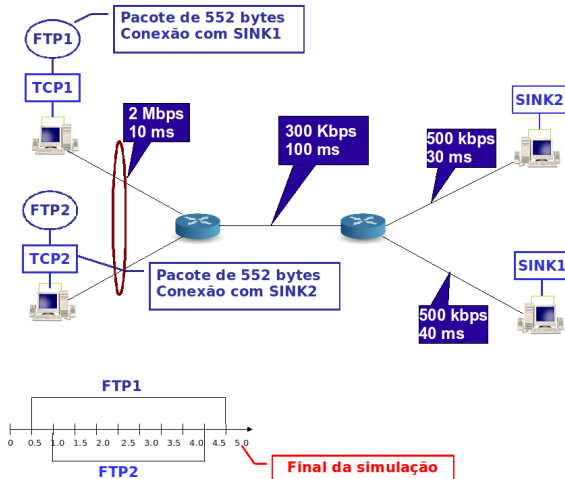 Pacote de 552 bytes
Conexão com SINK1
FTP1
TCP1
2 Mbps
10 ms
300 Kbps
100 ms
500 kbps
30 ms
SINK2
FTP2
TCP2
Pacote de 552 bytes
Conexão com SINK2
500 kbps
40 ms
SINK1
FTP1
0 0.5 1.0 1.5 2.0 2.5 3.0 3.5 4.0 4.5 5.0
FTP2
Final da simulação